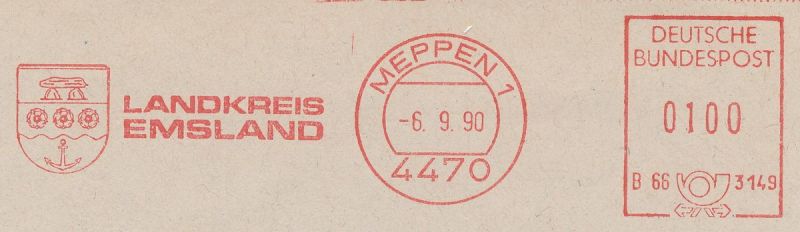 LANDKREIS
EMSLAND
MEPPEN 1
-6. 9. 90
4470
DEUTSCHE
BUNDESPOST
0100
B 66 3149